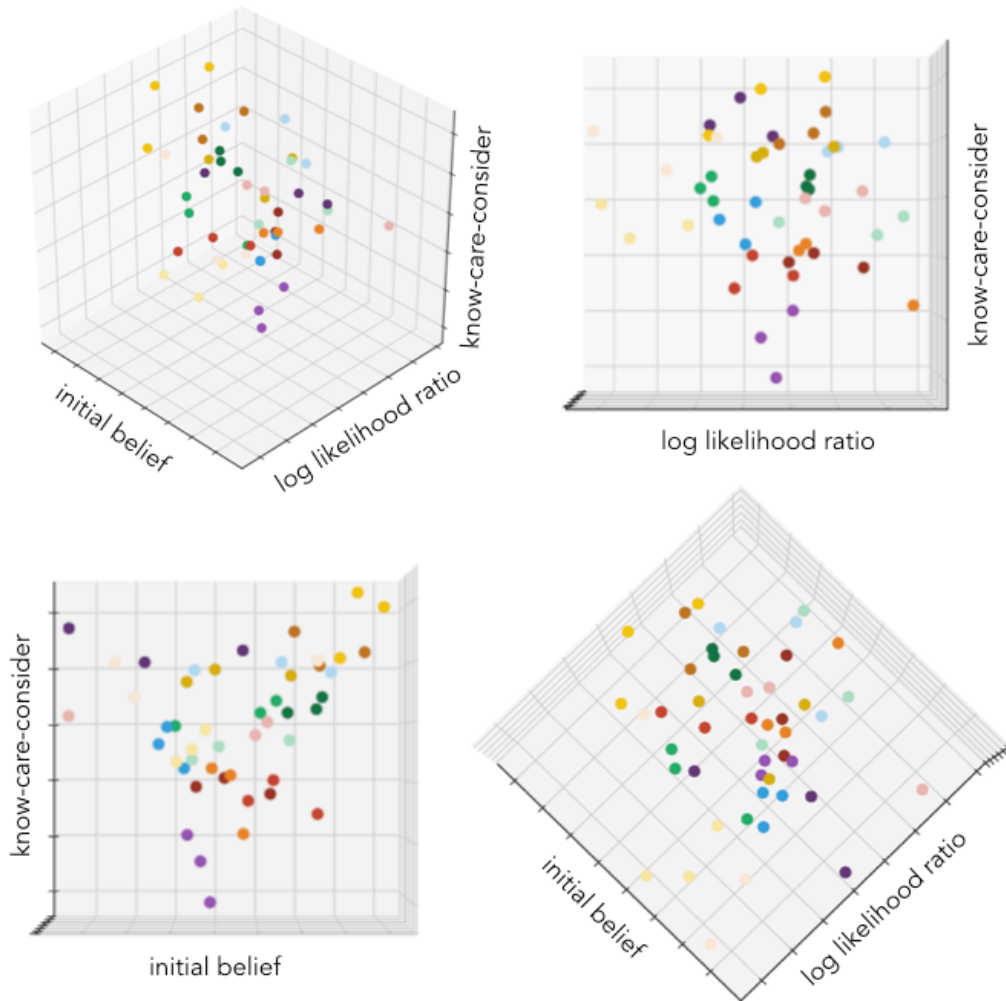 know-care-consider
initial belief
log likelihood ratio
know-care-consider
log likelihood ratio
know-care-consider
initial belief
initial belief
log likelihood ratio